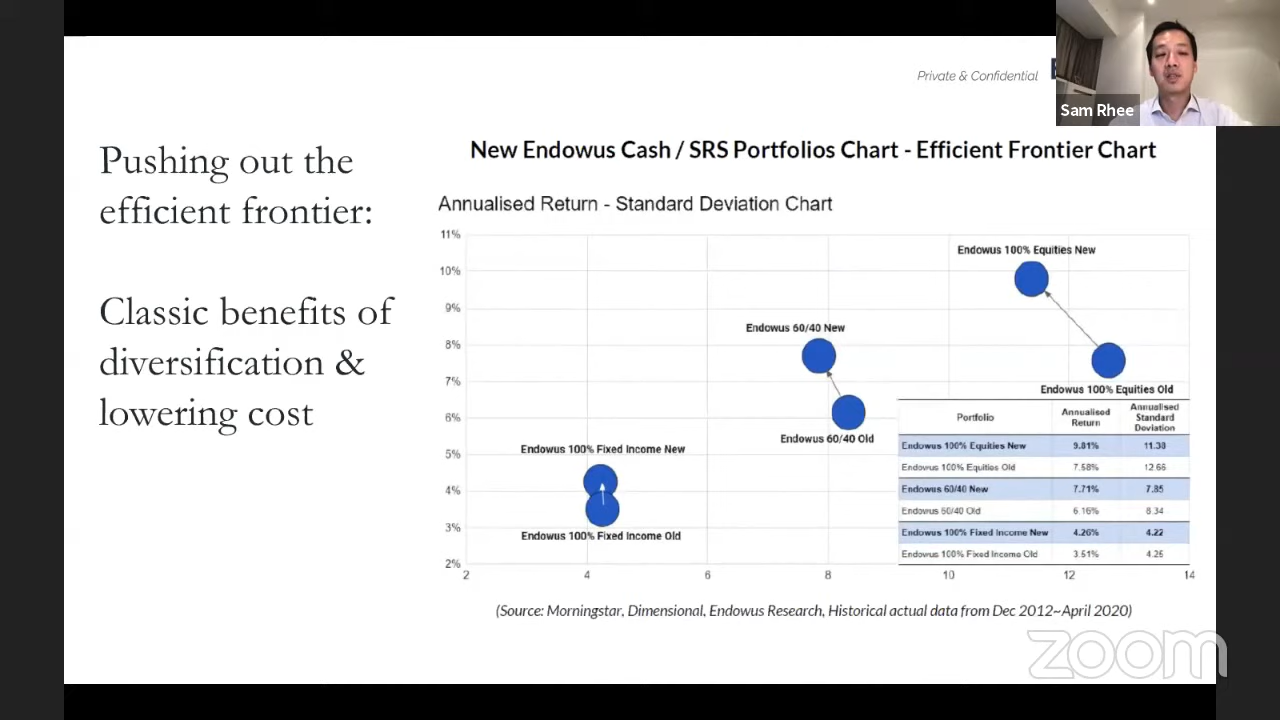 Private & Confidential
Sam Rhee
Pushing out the
efficient frontier:
Classic benefits of
diversification &
lowering cost
New Endowus Cash / SRS Portfolios Chart - Efficient Frontier Chart
Annualised Return - Standard Deviation Chart
11%
10%
9%
8%
7%
6%
5%
4%
3%
2%
2 4 6 8 10 12 14
Endowus 100% Equities New
Endowus 60/40 New
Endowus 100% Equities Old
Endowus 60/40 Old
Endowus 100% Fixed Income New
Endowus 100% Fixed Income Old
Portfolio Annualised Return Annualised Standard Deviation
Endowus 100% Equities New 9.81% 11.38
Endowus 100% Equities Old 7.58% 12.66
Endowus 60/40 New 7.71% 7.85
Endowus 60/40 Old 6.16% 8.34
Endowus 100% Fixed Income New 4.26% 4.22
Endowus 100% Fixed Income Old 3.51% 4.25
(Source: Morningstar, Dimensional, Endowus Research, Historical actual data from Dec 2012~April 2020)
zoom